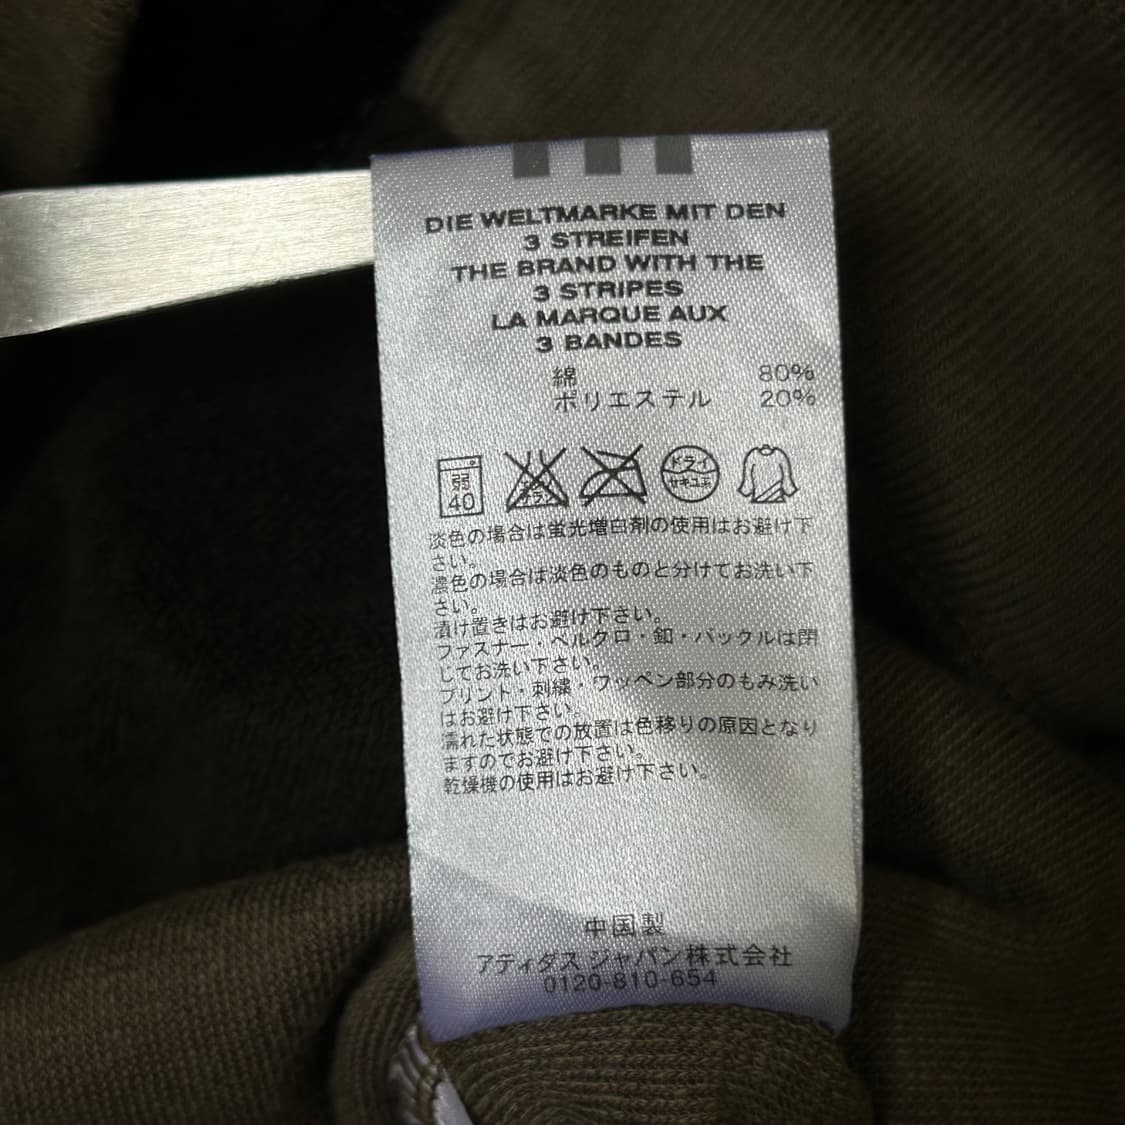 DIE WELTMARKE MIT DEN
3 STREIFEN
THE BRAND WITH THE
3 STRIPES
LA MARQUE AUX
3 BANDES
綿 80%
ポリエステル 20%
弱 40 ドライ セキユ系
淡色の場合は蛍光増白剤の使用はお避け下
さい。
濃色の場合は淡色のものと分けてお洗い下
さい。
漬け置きはお避け下さい。
ファスナー・ベルクロ・釦・バックルは閉
じてお洗い下さい。
プリント・刺繍・ワッペン部分のもみ洗い
はお避け下さい。
濡れた状態での放置は色移りの原因となり
ますのでお避け下さい。
乾燥機の使用はお避け下さい。
中国製
アディダス ジャパン株式会社
0120-810-654